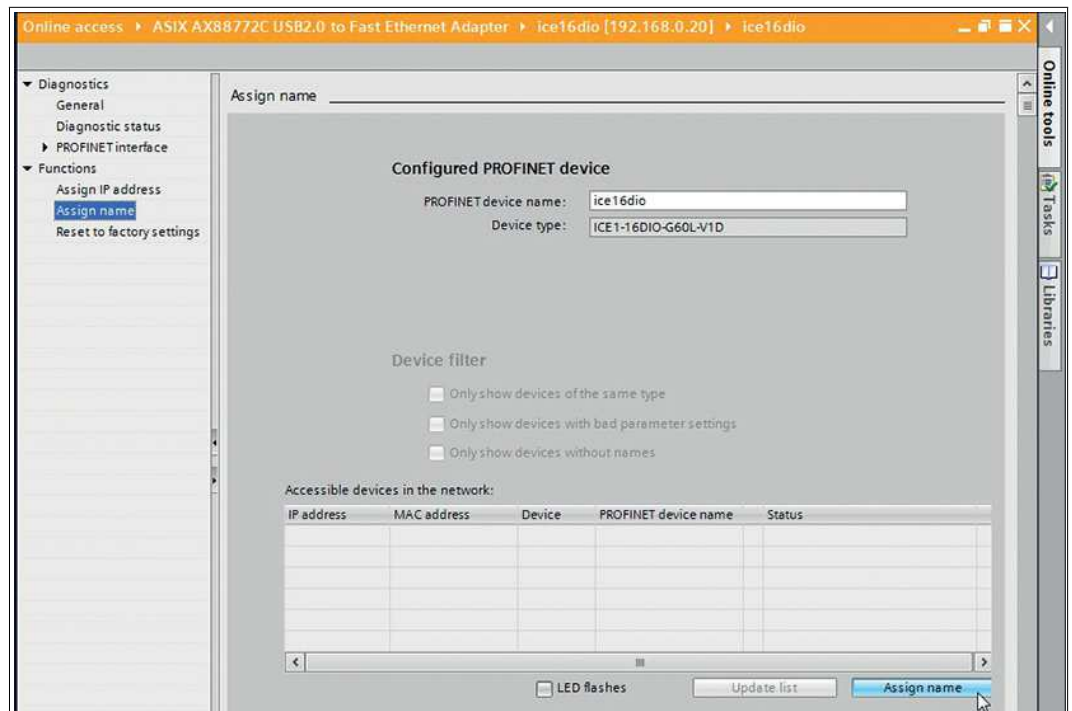 Online access ▸ ASIX AX88772C USB2.0 to Fast Ethernet Adapter ▸ ice16dio [192.168.0.20] ▸ ice16dio
Diagnostics
General
Diagnostic status
PROFINET interface
Functions
Assign IP address
Assign name
Reset to factory settings
Assign name
Configured PROFINET device
PROFINET device name: ice16dio
Device type: ICE1-16DIO-G60L-V1D
Device filter
Only show devices of the same type
Only show devices with bad parameter settings
Only show devices without names
Accessible devices in the network:
IP address MAC address Device PROFINET device name Status
LED flashes Update list Assign name
Online tools
Tasks
Libraries